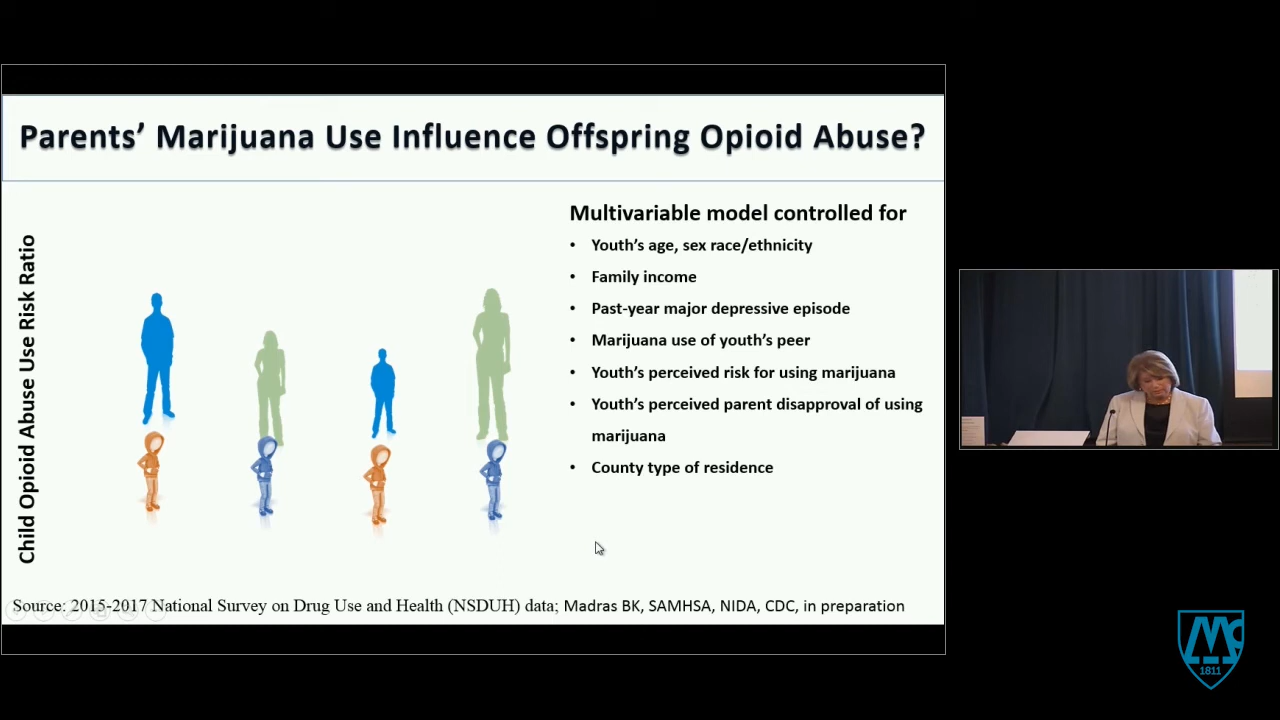 Parents’ Marijuana Use Influence Offspring Opioid Abuse?
Child Opioid Abuse Use Risk Ratio
Multivariable model controlled for
• Youth’s age, sex race/ethnicity
• Family income
• Past-year major depressive episode
• Marijuana use of youth’s peer
• Youth’s perceived risk for using marijuana
• Youth’s perceived parent disapproval of using
marijuana
• County type of residence
Source: 2015-2017 National Survey on Drug Use and Health (NSDUH) data; Madras BK, SAMHSA, NIDA, CDC, in preparation
1811